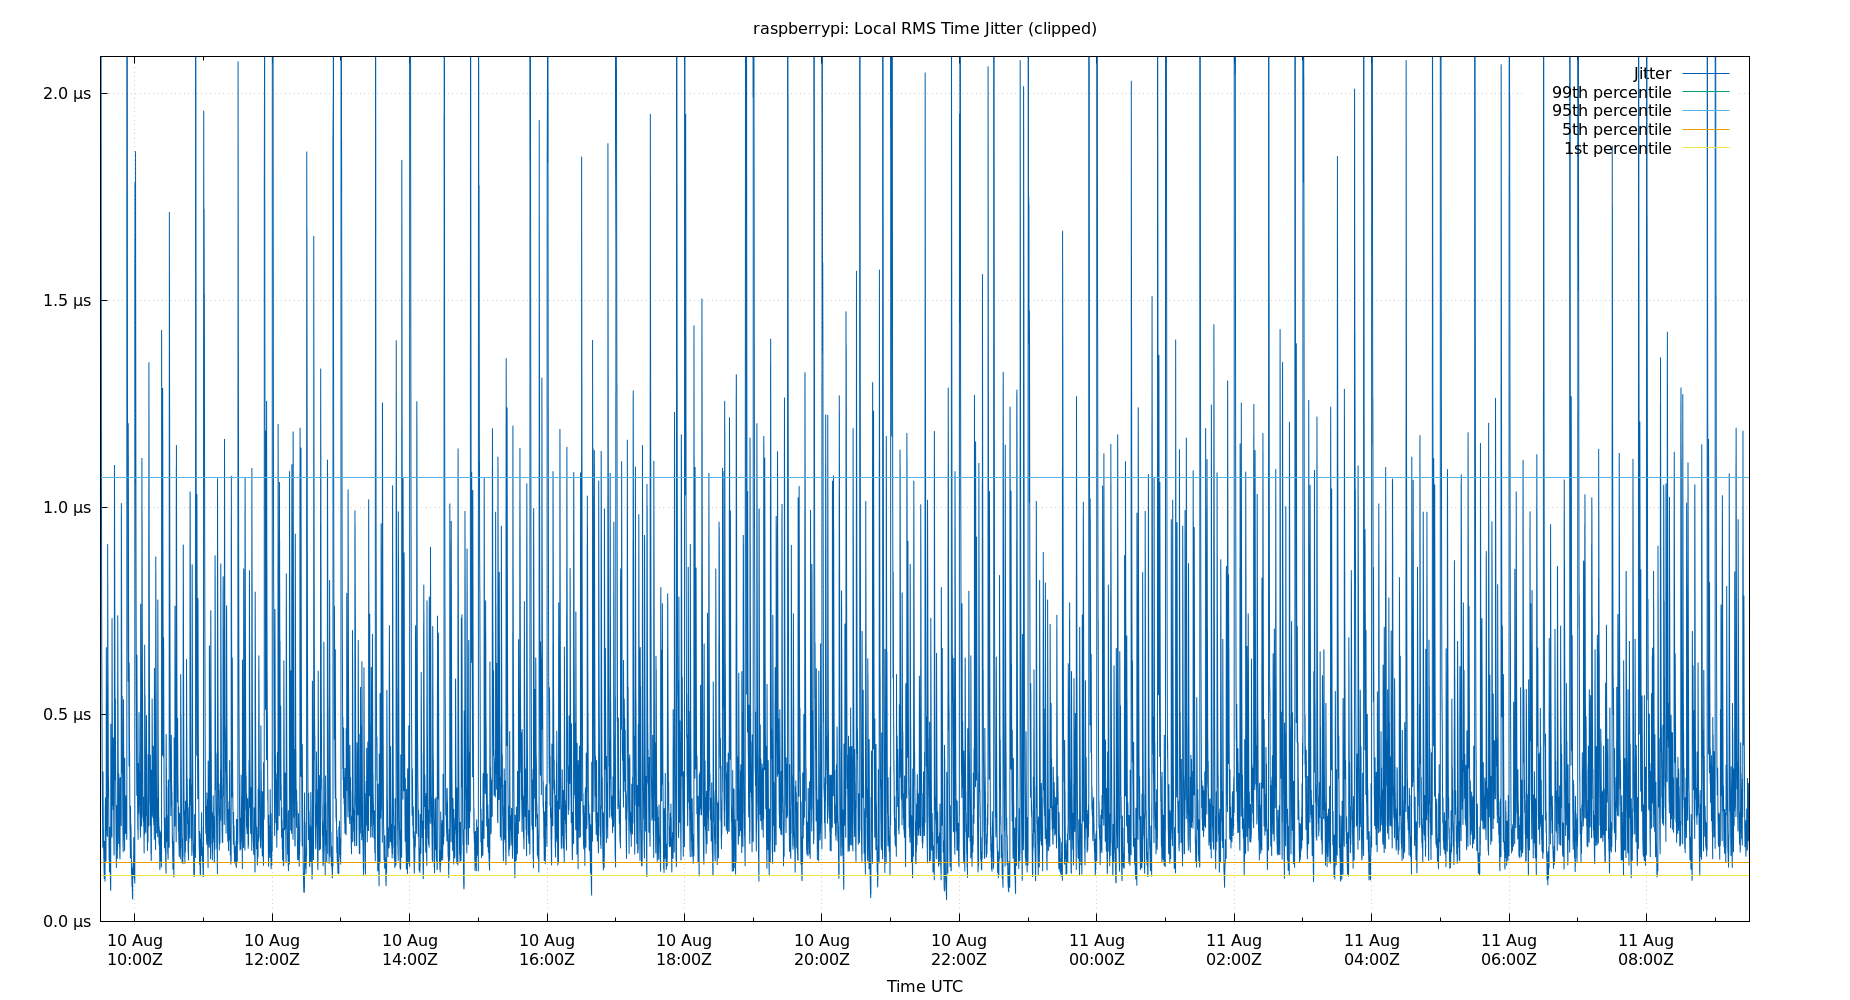 raspberrypi: Local RMS Time Jitter (clipped)
2.0 µs
1.5 µs
1.0 µs
0.5 µs
0.0 µs
Jitter
99th percentile
95th percentile
5th percentile
1st percentile
10 Aug 10 Aug 10 Aug 10 Aug 10 Aug 10 Aug 10 Aug 11 Aug 11 Aug 11 Aug 11 Aug 11 Aug
10:00Z 12:00Z 14:00Z 16:00Z 18:00Z 20:00Z 22:00Z 00:00Z 02:00Z 04:00Z 06:00Z 08:00Z
Time UTC